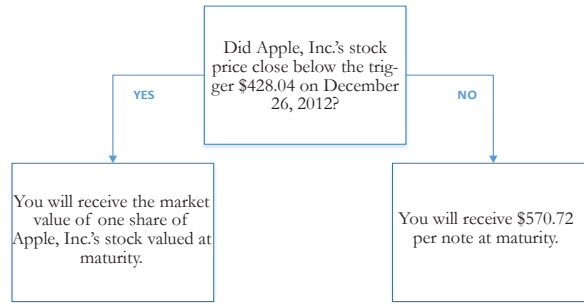 Did Apple, Inc.'s stock
price close below the trig-
ger $428.04 on December
26, 2012?
YES
NO
You will receive the market
value of one share of
Apple, Inc.'s stock valued at
maturity.
You will receive $570.72
per note at maturity.